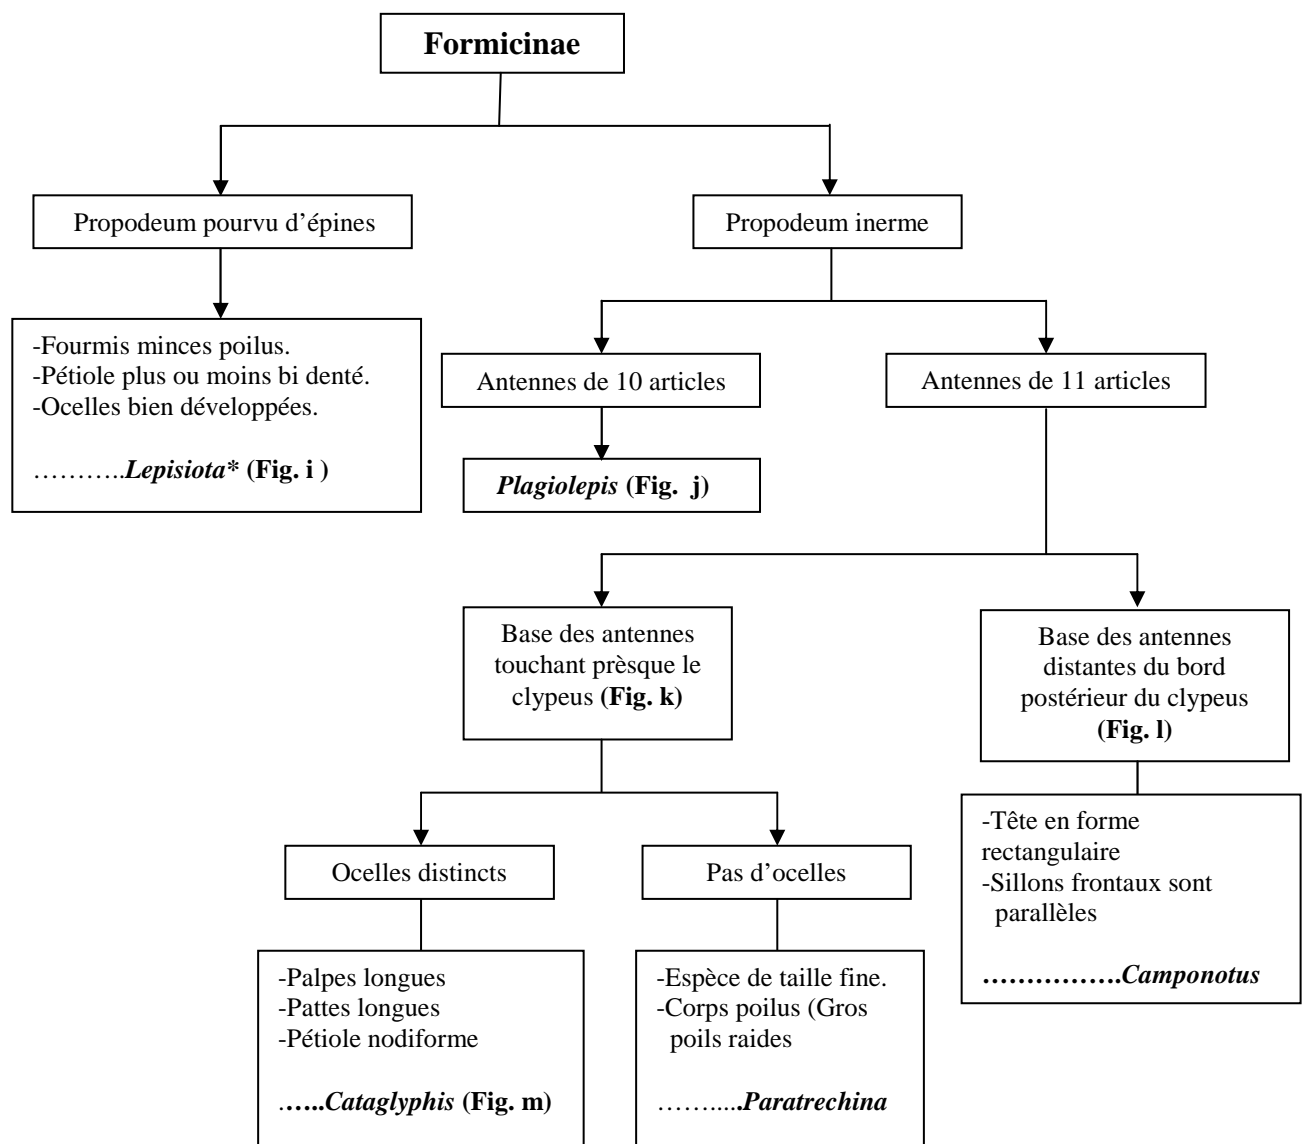 Formicinae
Propodeum pourvu d'épines
Propodeum inerme
-Fourmis minces poilus.
-Pétiole plus ou moins bi denté.
-Ocelles bien développées.
………..Lepisiota* (Fig. i )
Antennes de 10 articles
Antennes de 11 articles
Plagiolepis (Fig.  j)
Base des antennes
touchant prèsque le
clypeus (Fig. k)
Base des antennes
distantes du bord
postérieur du clypeus
(Fig. l)
Ocelles distincts
Pas d'ocelles
-Tête en forme
rectangulaire
-Sillons frontaux sont
parallèles
…………….Camponotus
-Palpes longues
-Pattes longues
-Pétiole nodiforme
……Cataglyphis (Fig. m)
-Espèce de taille fine.
-Corps poilus (Gros
poils raides
…….....Paratrechina